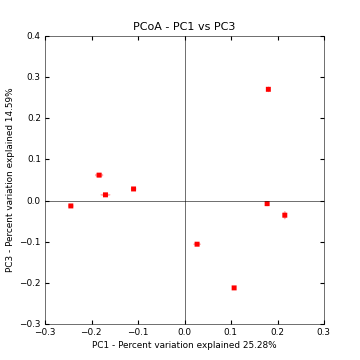 PCoA - PC1 vs PC3
0.4
0.3
0.2
0.1
0.0
−0.1
−0.2
−0.3
−0.3 −0.2 −0.1 0.0 0.1 0.2 0.3
PC3 - Percent variation explained 14.59%
PC1 - Percent variation explained 25.28%